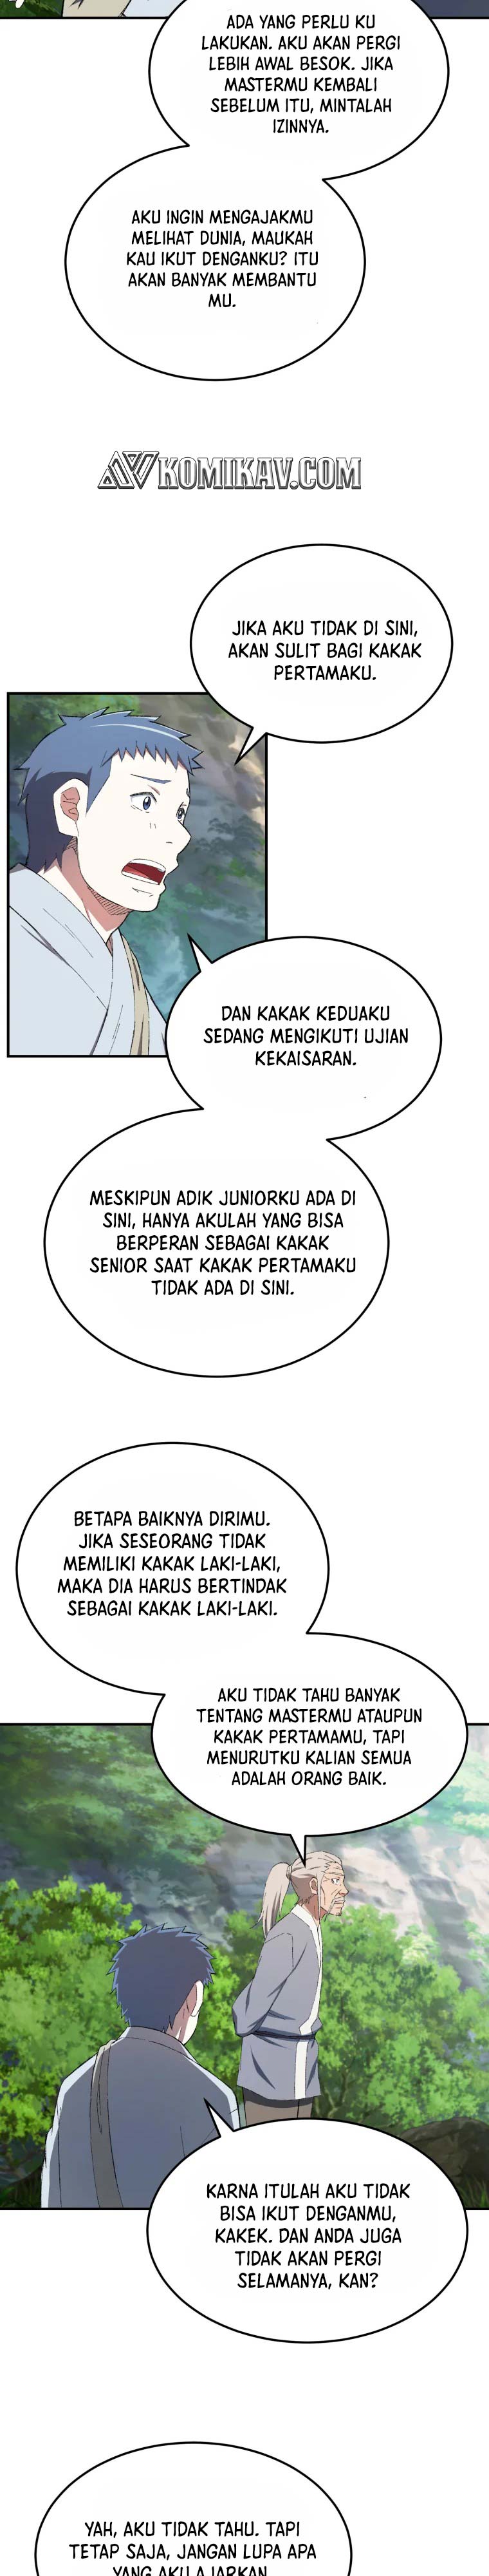 ADA YANG PERLU KU
LAKUKAN. AKU AKAN PERGI
LEBIH AWAL BESOK. JIKA
MASTERMU KEMBALI
SEBELUM ITU, MINTALAH
IZINNYA.
AKU INGIN MENGAJAKMU
MELIHAT DUNIA, MAUKAH
KAU IKUT DENGANKU? ITU
AKAN BANYAK MEMBANTU
MU.
KOMIKAV.COM
JIKA AKU TIDAK DI SINI,
AKAN SULIT BAGI KAKAK
PERTAMAKU.
DAN KAKAK KEDUAKU
SEDANG MENGIKUTI UJIAN
KEKAISARAN.
MESKIPUN ADIK JUNIORKU ADA DI
SINI, HANYA AKULAH YANG BISA
BERPERAN SEBAGAI KAKAK
SENIOR SAAT KAKAK PERTAMAKU
TIDAK ADA DI SINI.
BETAPA BAIKNYA DIRIMU.
JIKA SESEORANG TIDAK
MEMILIKI KAKAK LAKI-LAKI,
MAKA DIA HARUS BERTINDAK
SEBAGAI KAKAK LAKI-LAKI.
AKU TIDAK TAHU BANYAK
TENTANG MASTERMU ATAUPUN
KAKAK PERTAMAMU, TAPI
MENURUTKU KALIAN SEMUA
ADALAH ORANG BAIK.
KARNA ITULAH AKU TIDAK
BISA IKUT DENGANMU,
KAKEK. DAN ANDA JUGA
TIDAK AKAN PERGI
SELAMANYA, KAN?
YAH, AKU TIDAK TAHU. TAPI
TETAP SAJA, JANGAN LUPA APA
YANG AKU AJARKAN